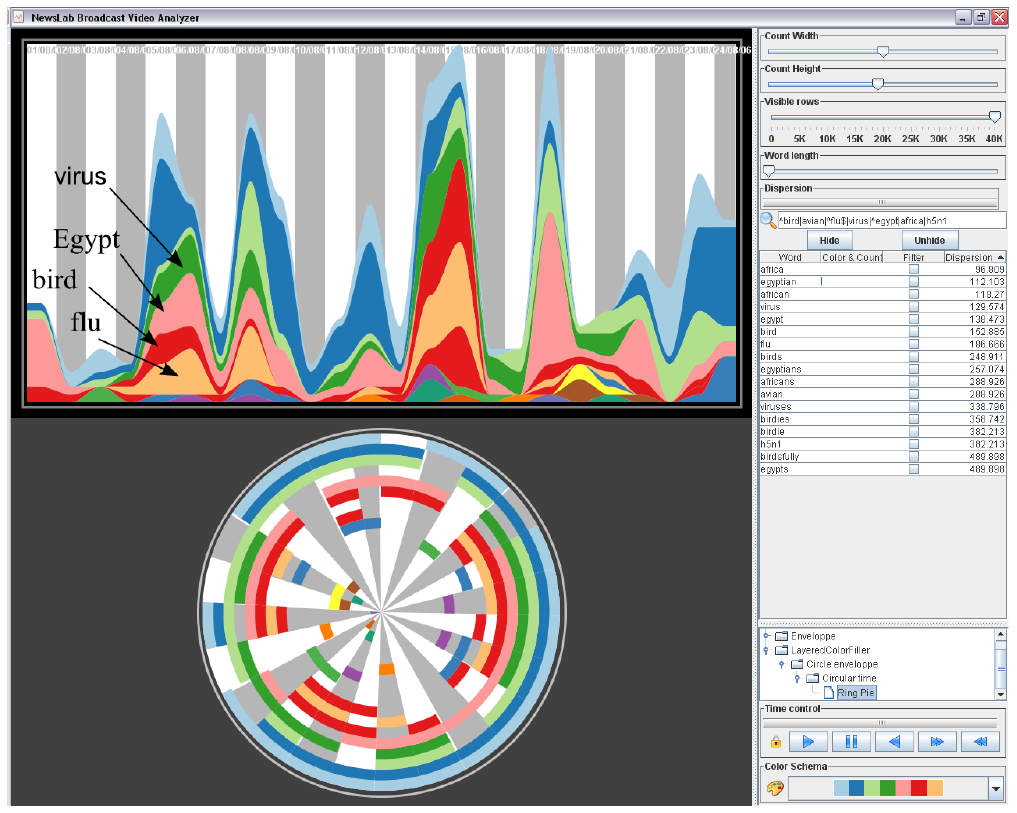 NewsLab Broadcast Video Analyzer
01/08/02/08/03/08/04/08/05/08/06/08/07/08/08/08/09/08/10/08/11/08/12/08/13/08/14/08/15/08/16/08/17/08/18/08/19/08/20/08/21/08/22/08/23/08/24/08/06
virus
Egypt
bird
flu
Count Width
Count Height
Visible rows
0 5K 10K 15K 20K 25K 30K 35K 40K
Word length
Dispersion
^bird|avian|^flu$|virus|^egypt|africa|h5n1
Hide Unhide
Word Color & Count Filter Dispersion
africa 96.809
egyptian 112.103
african 118.27
virus 129.574
egypt 138.473
bird 152.885
flu 186.666
birds 248.911
egyptians 257.074
africans 288.926
avian 288.926
viruses 338.796
birdies 358.742
birdie 382.213
h5n1 382.213
birdsfully 489.898
egypts 489.898
Enveloppe
LayeredColorFiller
Circle enveloppe
Circular time
Ring Pie
Time control
Color Schema